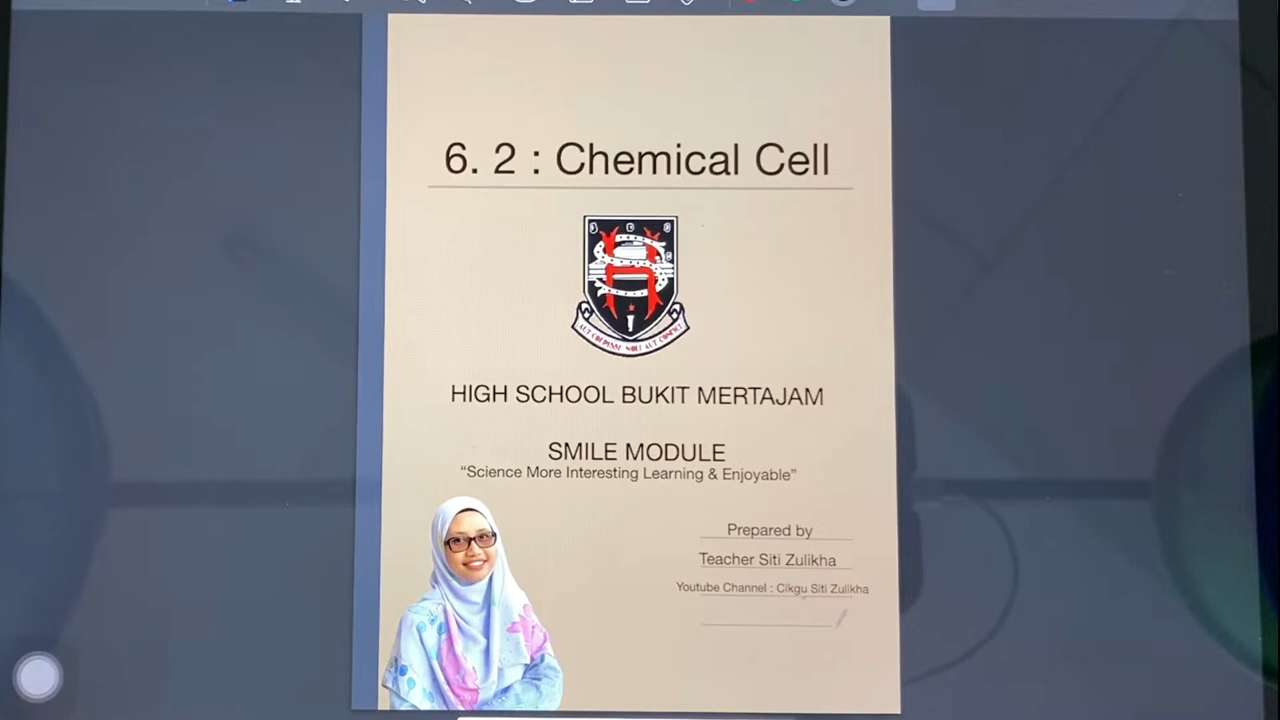 6. 2 : Chemical Cell
HIGH SCHOOL BUKIT MERTAJAM
SMILE MODULE
“Science More Interesting Learning & Enjoyable”
Prepared by
Teacher Siti Zulikha
Youtube Channel : Cikgu Siti Zulikha